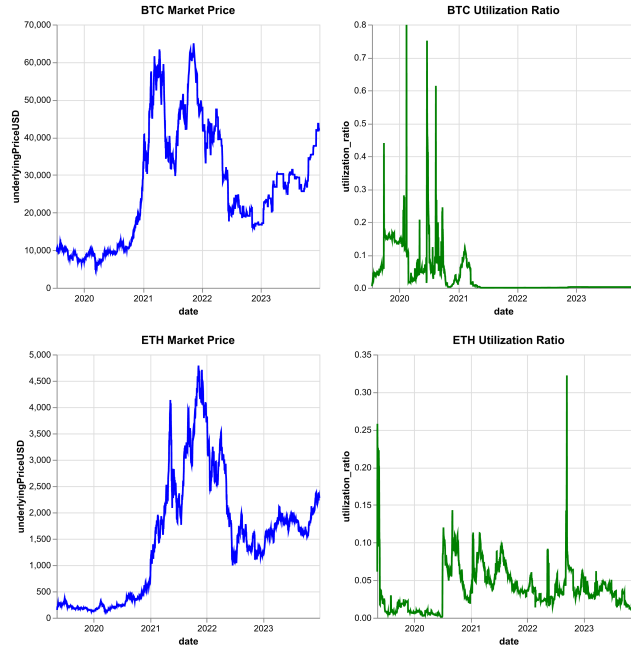 BTC Market Price
BTC Utilization Ratio
70,000
60,000
50,000
40,000
30,000
20,000
10,000
0
underlyingPriceUSD
2020 2021 2022 2023
date
0.8
0.7
0.6
0.5
0.4
0.3
0.2
0.1
0.0
utilization_ratio
2020 2021 2022 2023
date
ETH Market Price
ETH Utilization Ratio
5,000
4,500
4,000
3,500
3,000
2,500
2,000
1,500
1,000
500
0
underlyingPriceUSD
2020 2021 2022 2023
date
0.35
0.30
0.25
0.20
0.15
0.10
0.05
0.00
utilization_ratio
2020 2021 2022 2023
date